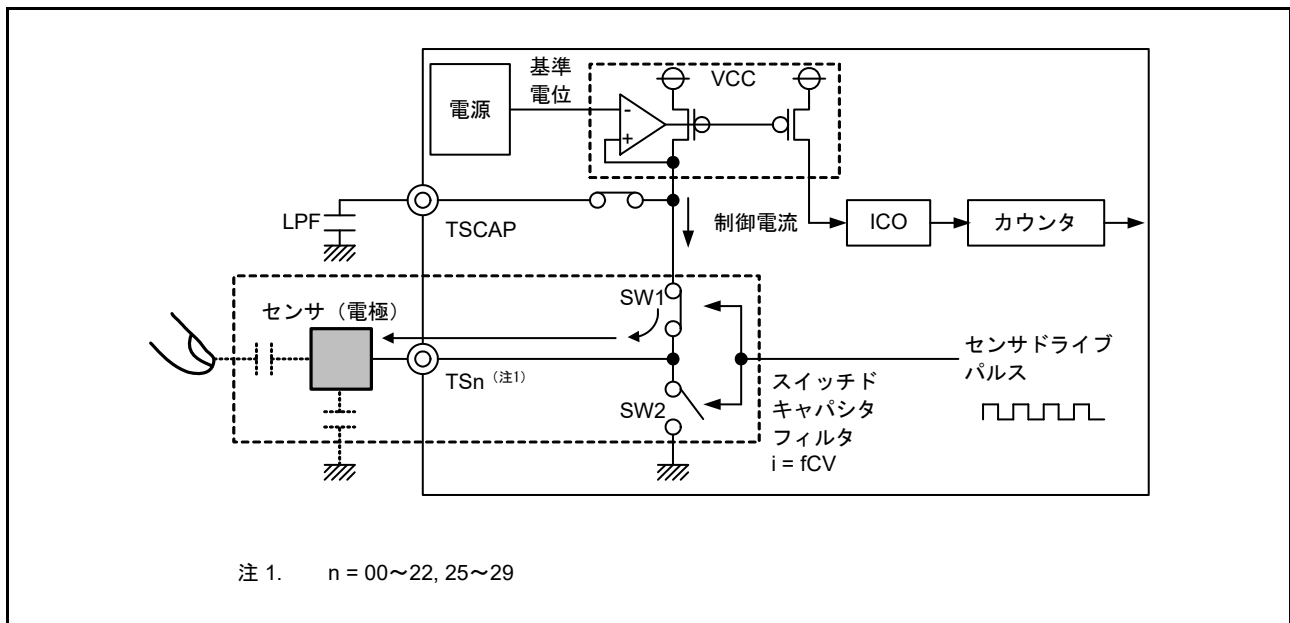 電源
基準
電位
VCC
-
+
LPF
TSCAP
制御電流
ICO
カウンタ
センサ（電極）
SW1
TSn（注1）
SW2
スイッチド
キャパシタ
フィルタ
i = fCV
センサドライブ
パルス
注 1. n = 00～22, 25～29